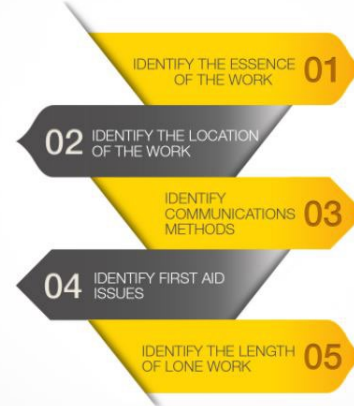 IDENTIFY THE ESSENCE
OF THE WORK
01
02
IDENTIFY THE LOCATION
OF THE WORK
IDENTIFY
COMMUNICATIONS
METHODS
03
04
IDENTIFY FIRST AID
ISSUES
IDENTIFY THE LENGTH
OF LONE WORK
05